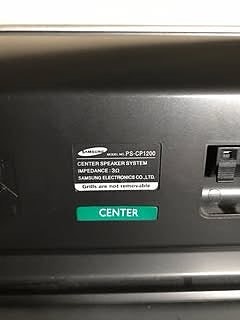 SAMSUNG MODEL NO. PS-CP1200
CENTER SPEAKER SYSTEM
IMPEDANCE : 3Ω
SAMSUNG ELECTRONICS CO.,LTD.
Grills are not removable
CENTER